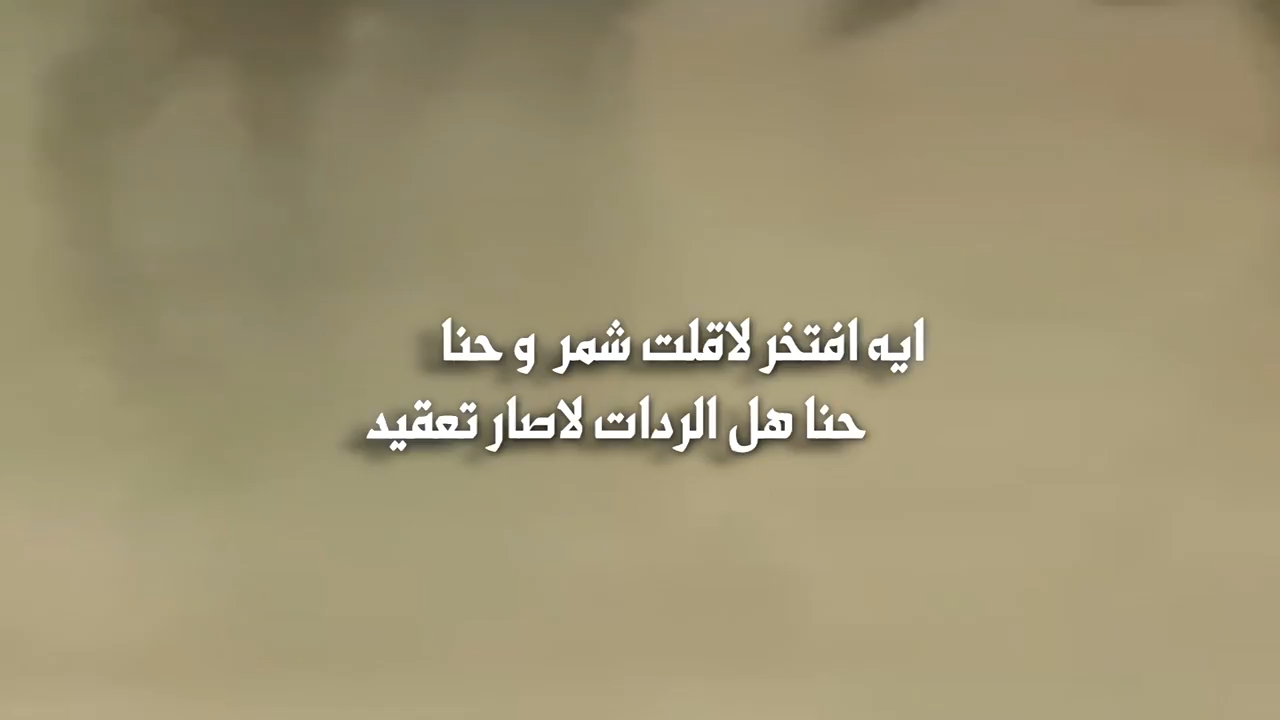 ايه افتخر لاقلت شمر و حنا
حنا هل الردات لاصار تعقيد